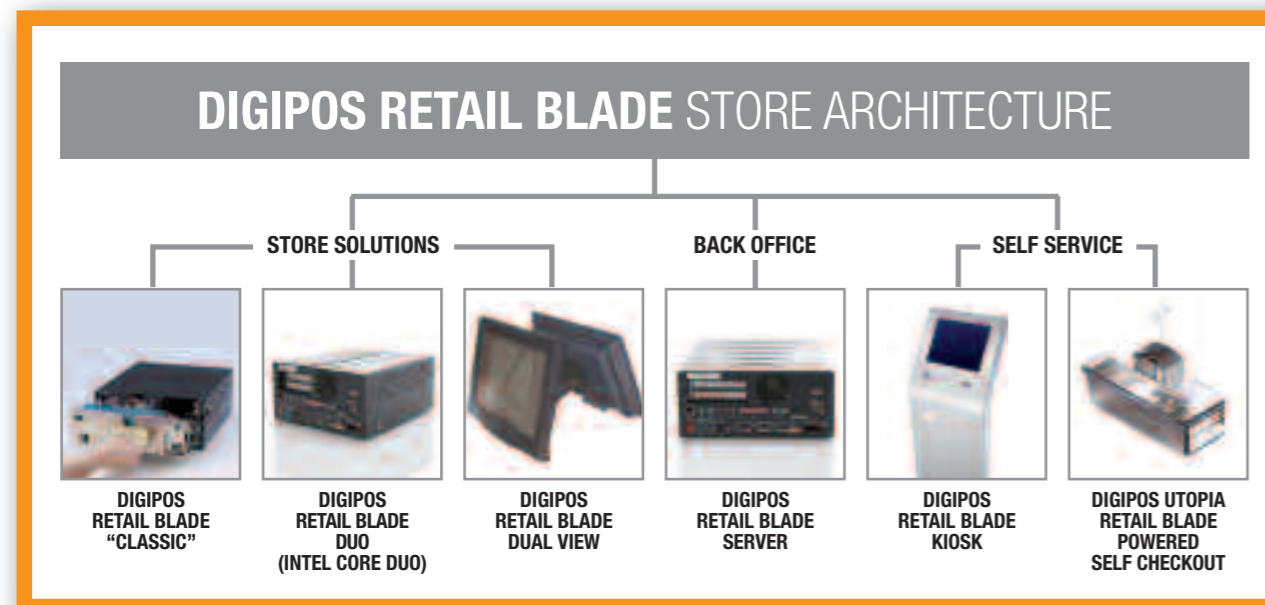 DIGIPOS RETAIL BLADE STORE ARCHITECTURE
STORE SOLUTIONS
BACK OFFICE
SELF SERVICE
DIGIPOS
RETAIL BLADE
“CLASSIC”
DIGIPOS
RETAIL BLADE
DUO
(INTEL CORE DUO)
DIGIPOS
RETAIL BLADE
DUAL VIEW
DIGIPOS
RETAIL BLADE
SERVER
DIGIPOS
RETAIL BLADE
KIOSK
DIGIPOS UTOPIA
RETAIL BLADE
POWERED
SELF CHECKOUT